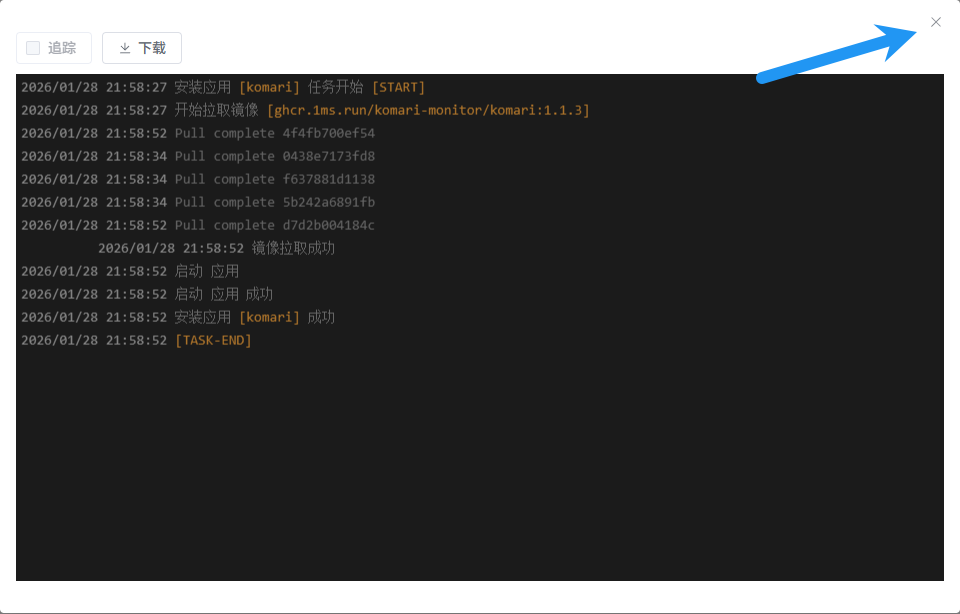 追踪
下载
2026/01/28 21:58:27 安装应用 [komari] 任务开始 [START]
2026/01/28 21:58:27 开始拉取镜像 [ghcr.1ms.run/komari-monitor/komari:1.1.3]
2026/01/28 21:58:52 Pull complete 4f4fb700ef54
2026/01/28 21:58:34 Pull complete 0438e7173fd8
2026/01/28 21:58:34 Pull complete f637881d1138
2026/01/28 21:58:34 Pull complete 5b242a6891fb
2026/01/28 21:58:52 Pull complete d7d2b004184c
2026/01/28 21:58:52 镜像拉取成功
2026/01/28 21:58:52 启动 应用
2026/01/28 21:58:52 启动 应用 成功
2026/01/28 21:58:52 安装应用 [komari] 成功
2026/01/28 21:58:52 [TASK-END]